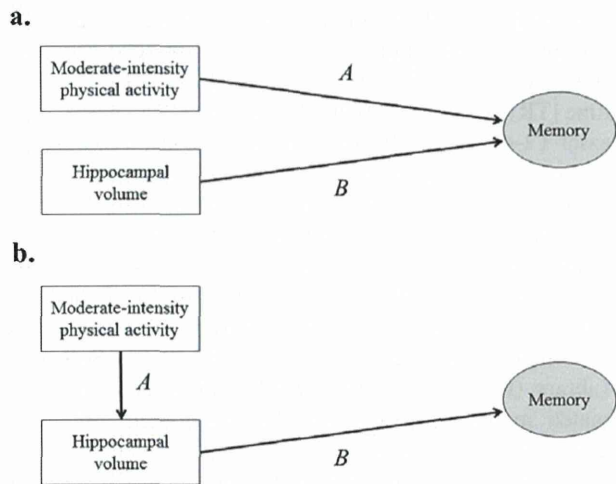 a.
Moderate-intensity
physical activity
A
Memory
Hippocampal
volume
B
b.
Moderate-intensity
physical activity
A
Memory
Hippocampal
volume
B